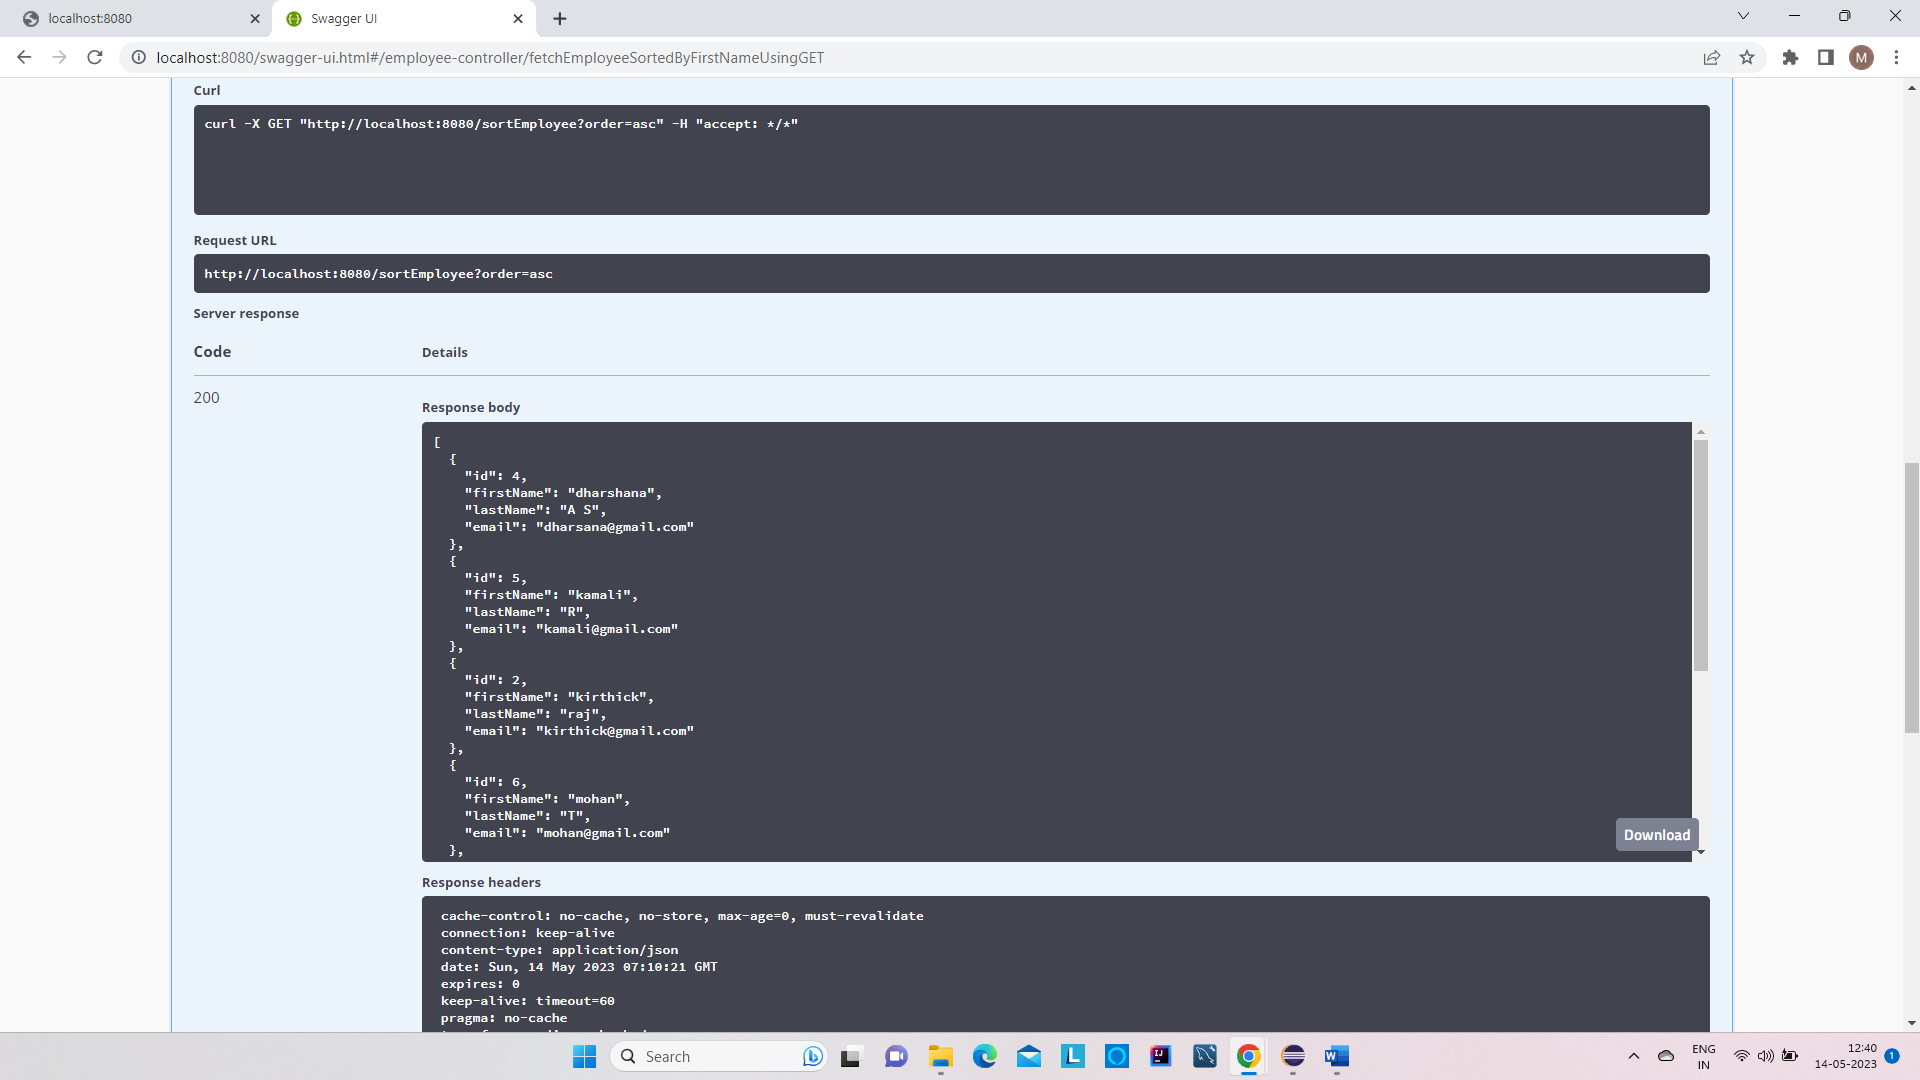 localhost:8080
Swagger UI
localhost:8080/swagger-ui.html#/employee-controller/fetchEmployeeSortedByFirstNameUsingGET
M
Curl
curl -X GET "http://localhost:8080/sortEmployee?order=asc" -H "accept: */*"
Request URL
http://localhost:8080/sortEmployee?order=asc
Server response
Code Details
200
Response body
[
{
"id": 4,
"firstName": "dharshana",
"lastName": "A S",
"email": "dharsana@gmail.com"
},
{
"id": 5,
"firstName": "kamali",
"lastName": "R",
"email": "kamali@gmail.com"
},
{
"id": 2,
"firstName": "kirthick",
"lastName": "raj",
"email": "kirthick@gmail.com"
},
{
"id": 6,
"firstName": "mohan",
"lastName": "T",
"email": "mohan@gmail.com"
},
Download
Response headers
cache-control: no-cache, no-store, max-age=0, must-revalidate
connection: keep-alive
content-type: application/json
date: Sun, 14 May 2023 07:10:21 GMT
expires: 0
keep-alive: timeout=60
pragma: no-cache
Search
L
IJ
W
ENG
IN
12:40
14-05-2023
1